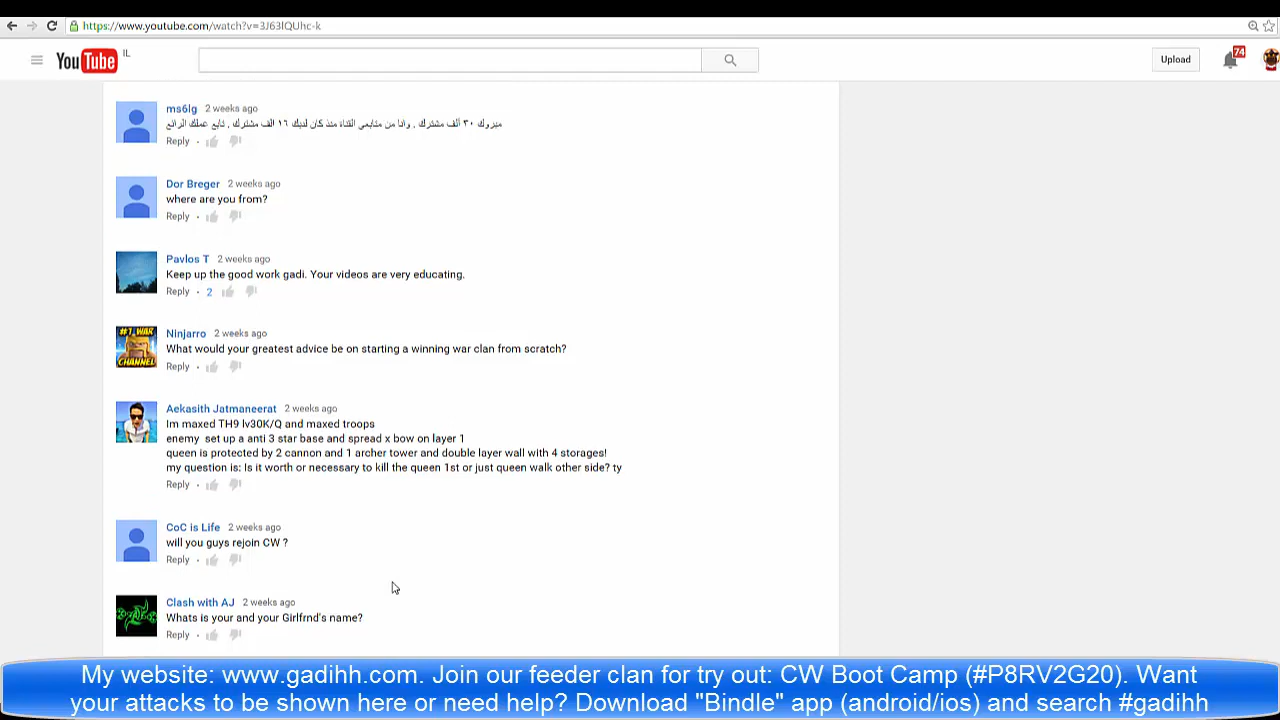 https://www.youtube.com/watch?v=3J63lQUhc-k
YouTube IL
Upload
74
ms6lg 2 weeks ago
مبروك ٣٠ ألف مشترك . وانا من متابعي القناة منذ كان لديك ١٦ الف مشترك . تابع عملك الرائع
Reply
Dor Breger 2 weeks ago
where are you from?
Reply
Pavlos T 2 weeks ago
Keep up the good work gadi. Your videos are very educating.
Reply · 2
#1 WAR
CHANNEL
Ninjarro 2 weeks ago
What would your greatest advice be on starting a winning war clan from scratch?
Reply
Aekasith Jatmaneerat 2 weeks ago
Im maxed TH9 lv30K/Q and maxed troops
enemy set up a anti 3 star base and spread x bow on layer 1
queen is protected by 2 cannon and 1 archer tower and double layer wall with 4 storages!
my question is: Is it worth or necessary to kill the queen 1st or just queen walk other side? ty
Reply
CoC is Life 2 weeks ago
will you guys rejoin CW ?
Reply
Clash with AJ 2 weeks ago
Whats is your and your Girlfrnd's name?
Reply
My website: www.gadihh.com. Join our feeder clan for try out: CW Boot Camp (#P8RV2G20). Want
your attacks to be shown here or need help? Download "Bindle" app (android/ios) and search #gadihh